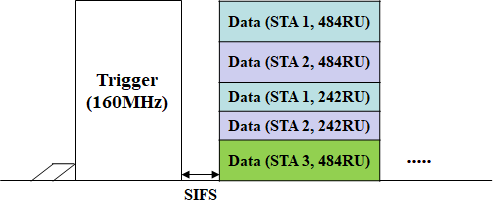 Trigger
(160MHz)
Data (STA 1, 484RU)
Data (STA 2, 484RU)
Data (STA 1, 242RU)
Data (STA 2, 242RU)
Data (STA 3, 484RU)
.....
SIFS